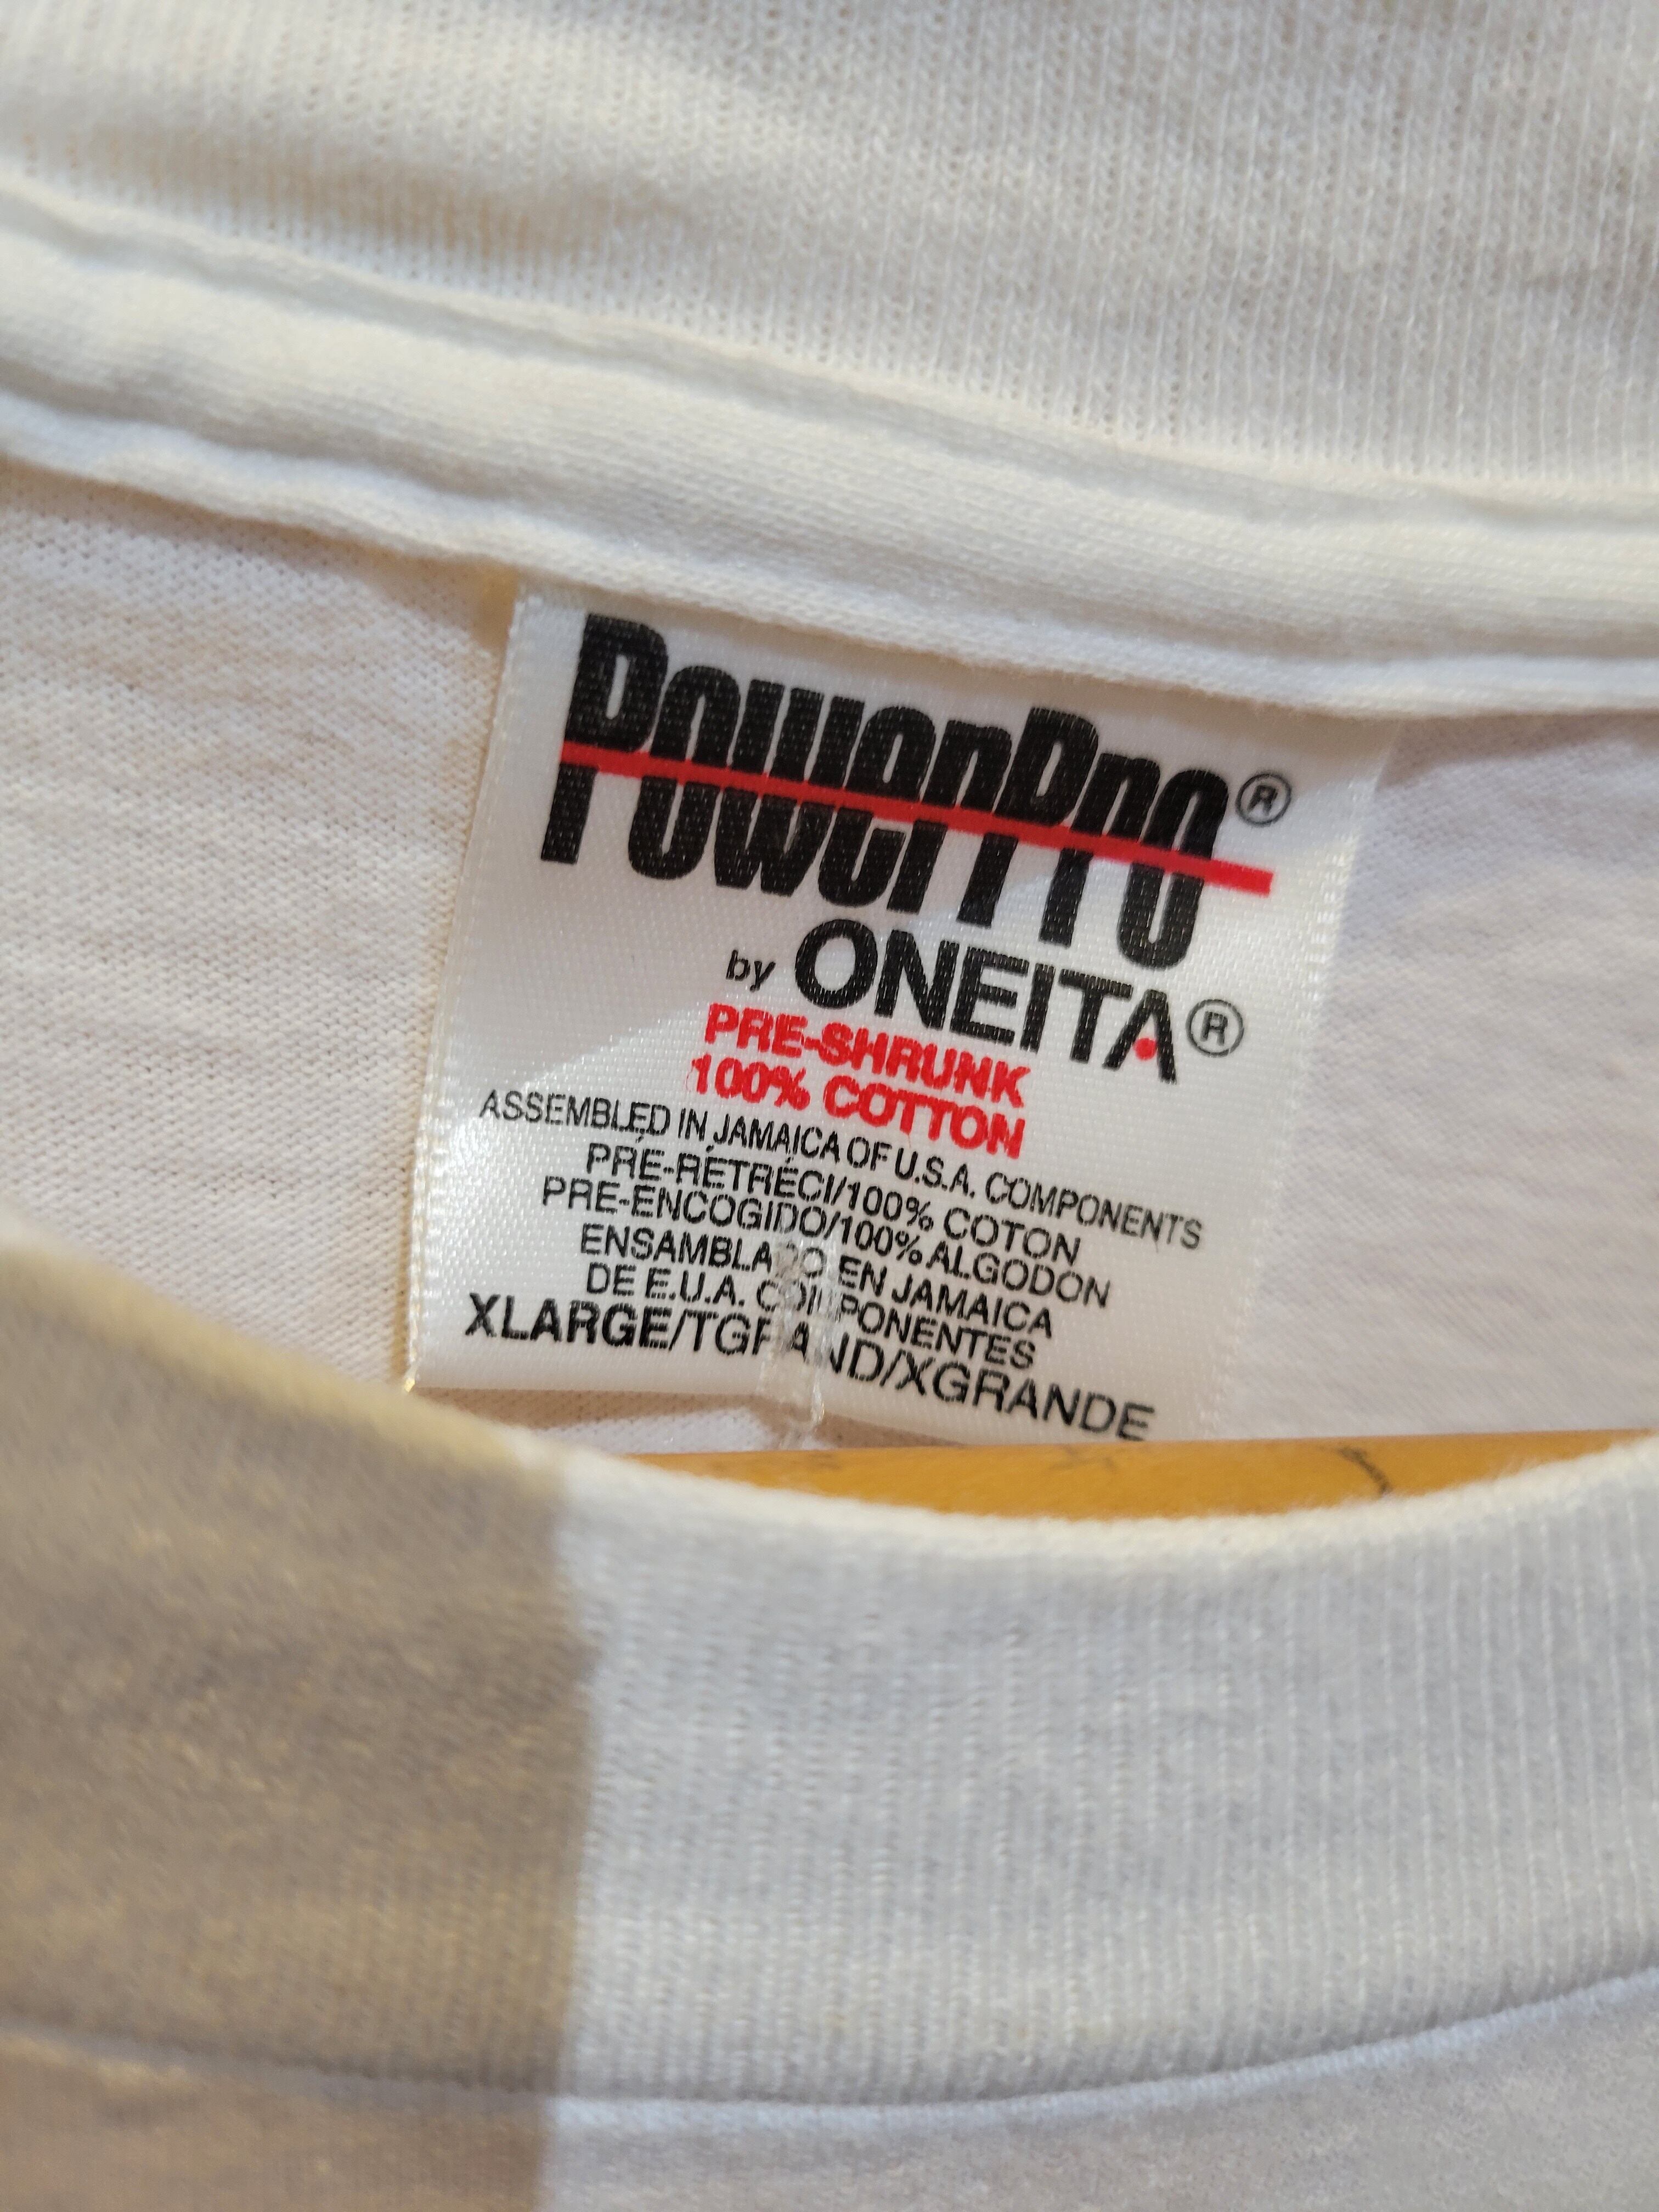 PowerPro®
by ONEITA®
PRE-SHRUNK
100% COTTON
ASSEMBLED IN JAMAICA OF U.S.A. COMPONENTS
PRÉ-RÉTRÉCI/100% COTON
PRE-ENCOGIDO/100% ALGODON
ENSAMBLADO EN JAMAICA
DE E.U.A. COMPONENTES
XLARGE/TGRAND/XGRANDE